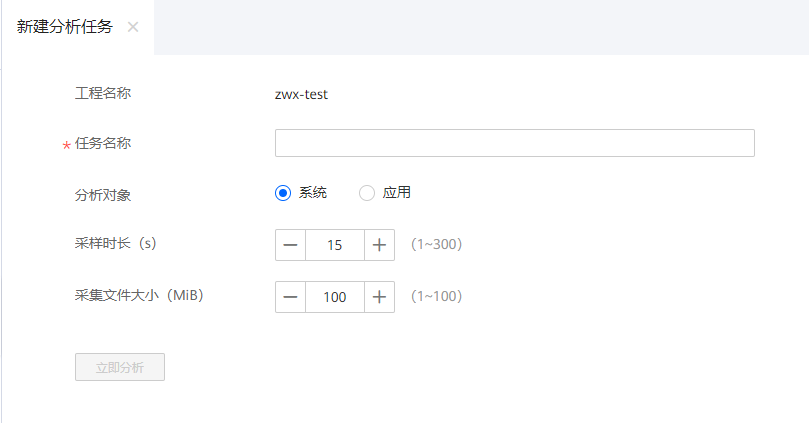 新建分析任务 ×
工程名称 zwx-test
* 任务名称
分析对象 系统 应用
采样时长（s） － 15 ＋ （1~300）
采集文件大小（MiB） － 100 ＋ （1~100）
立即分析